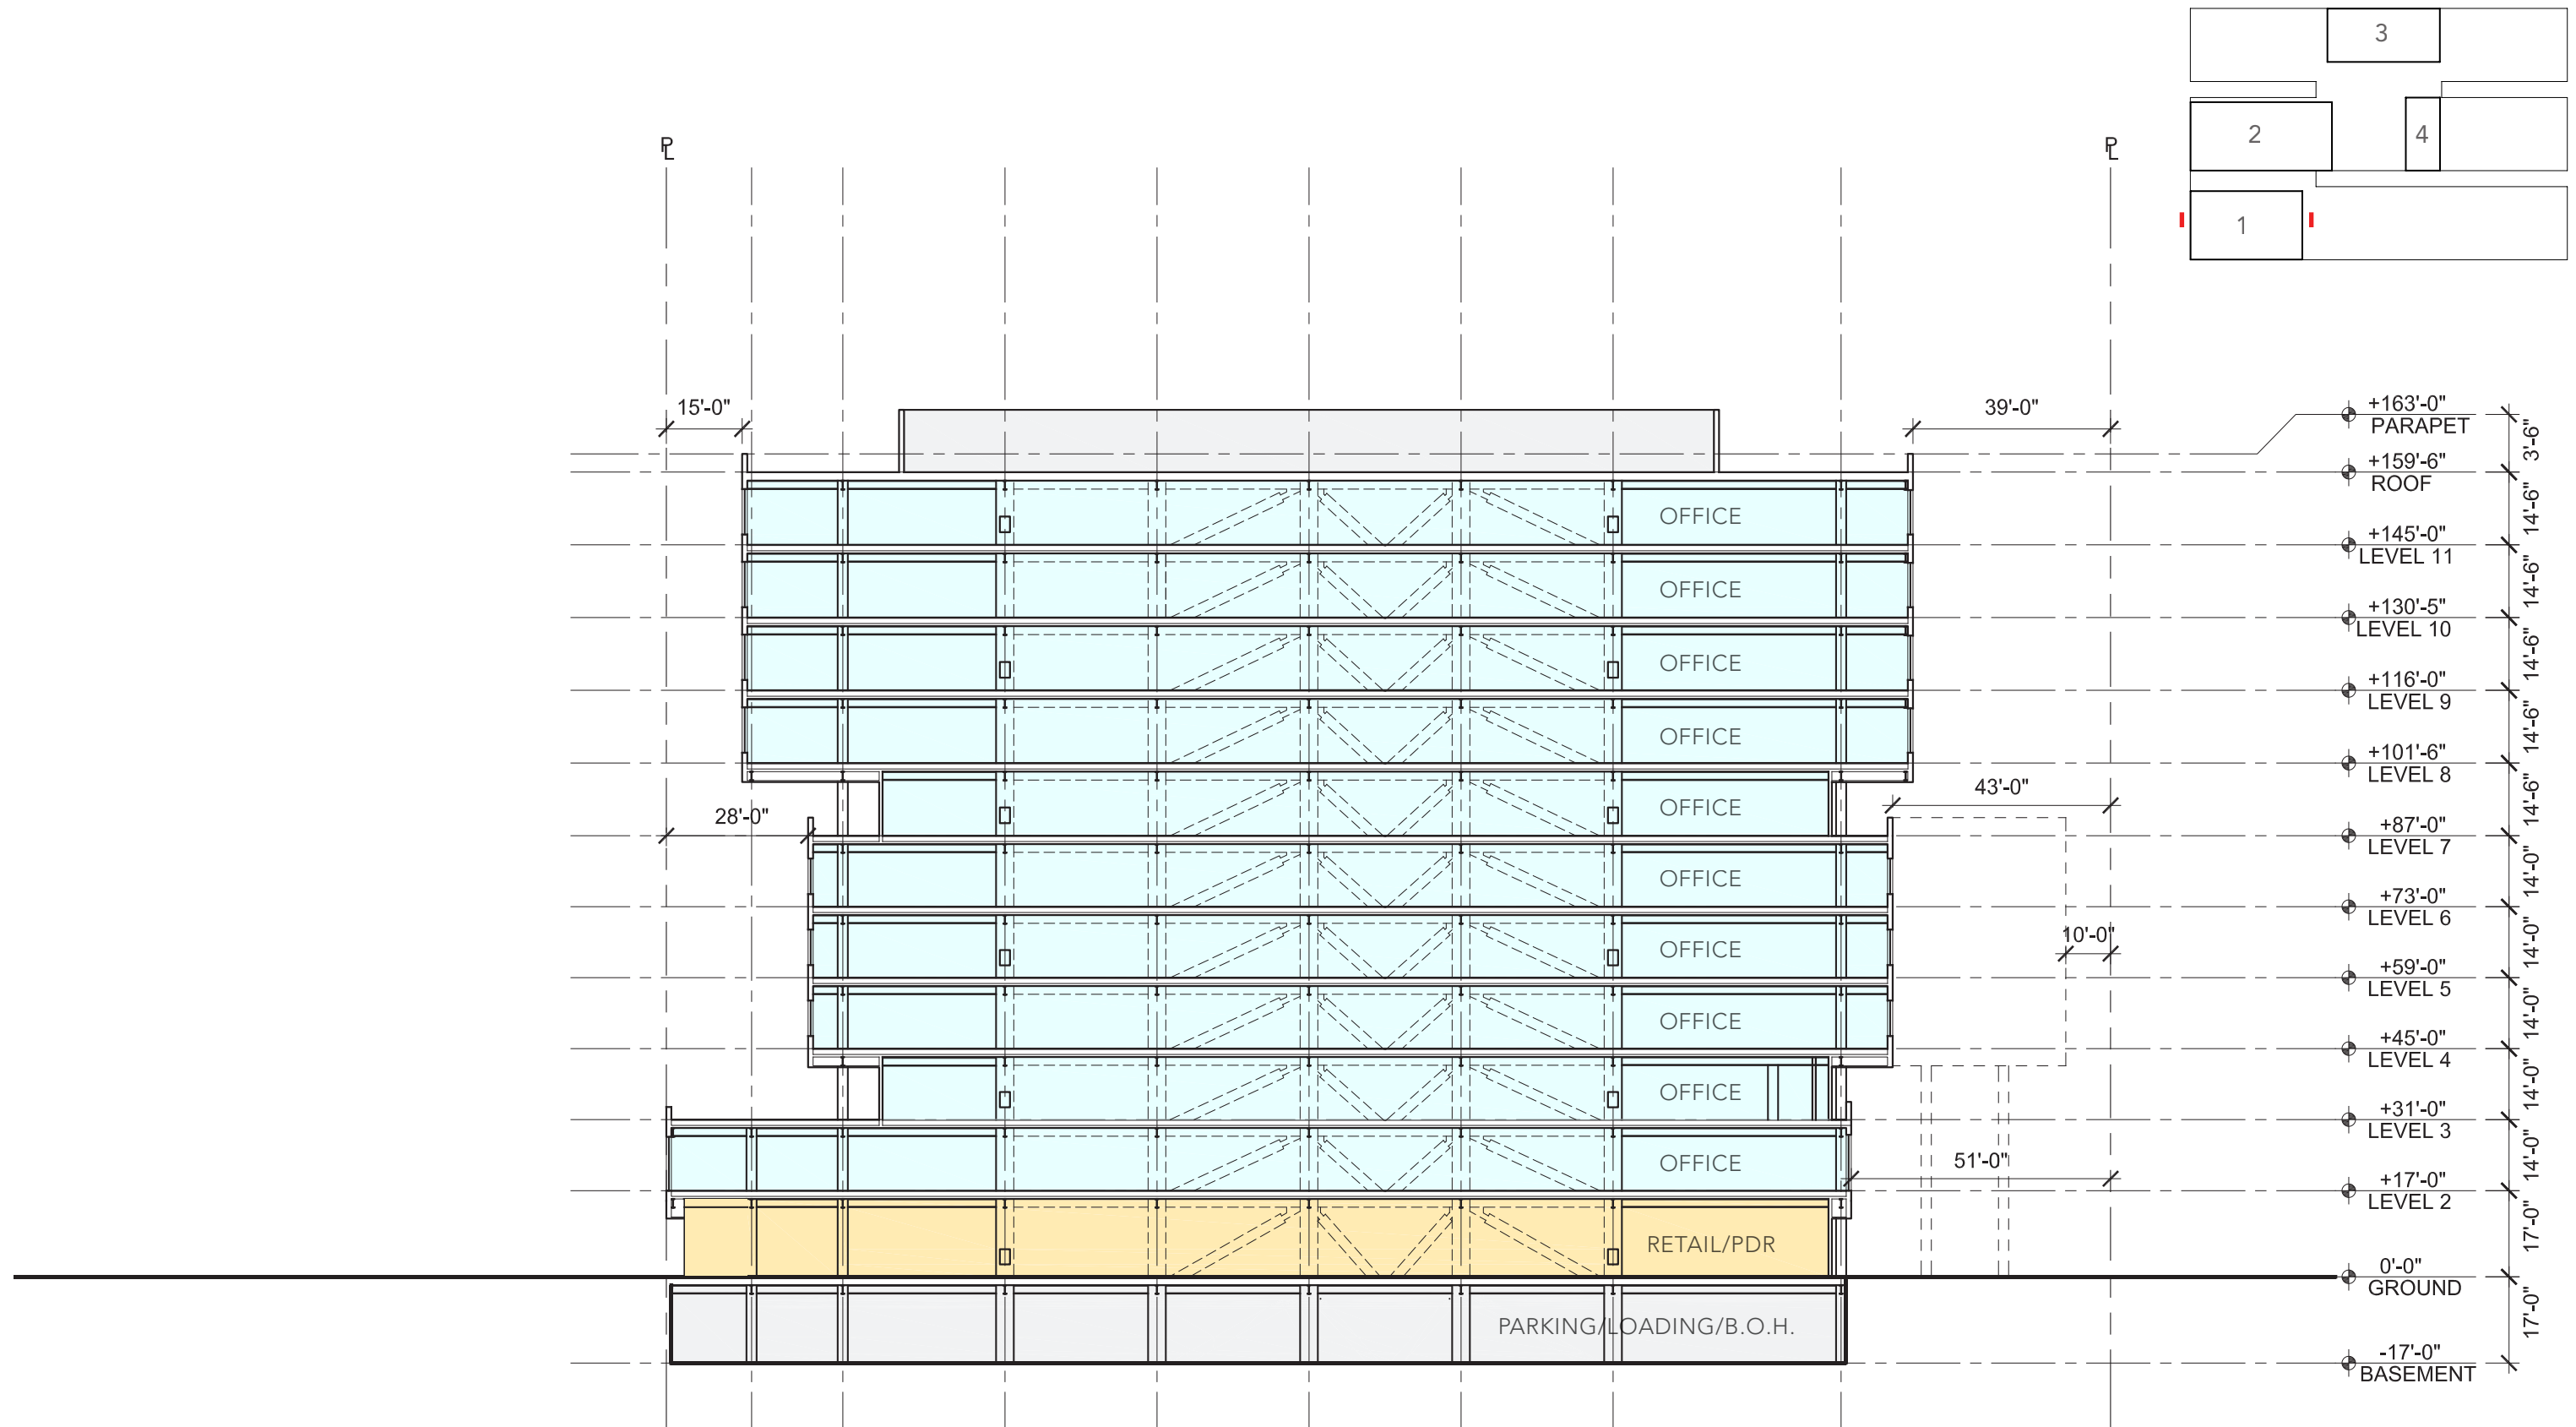 3
2
4
1
PL
PL
15'-0"
39'-0"
+163'-0"
PARAPET
3'-6"
+159'-6"
ROOF
14'-6"
OFFICE
+145'-0"
LEVEL 11
14'-6"
OFFICE
+130'-5"
LEVEL 10
14'-6"
OFFICE
+116'-0"
LEVEL 9
14'-6"
OFFICE
+101'-6"
LEVEL 8
14'-6"
43'-0"
28'-0"
OFFICE
+87'-0"
LEVEL 7
14'-0"
OFFICE
+73'-0"
LEVEL 6
14'-0"
10'-0"
OFFICE
+59'-0"
LEVEL 5
14'-0"
OFFICE
+45'-0"
LEVEL 4
14'-0"
OFFICE
+31'-0"
LEVEL 3
14'-0"
OFFICE
51'-0"
+17'-0"
LEVEL 2
17'-0"
RETAIL/PDR
0'-0"
GROUND
17'-0"
PARKING/LOADING/B.O.H.
-17'-0"
BASEMENT